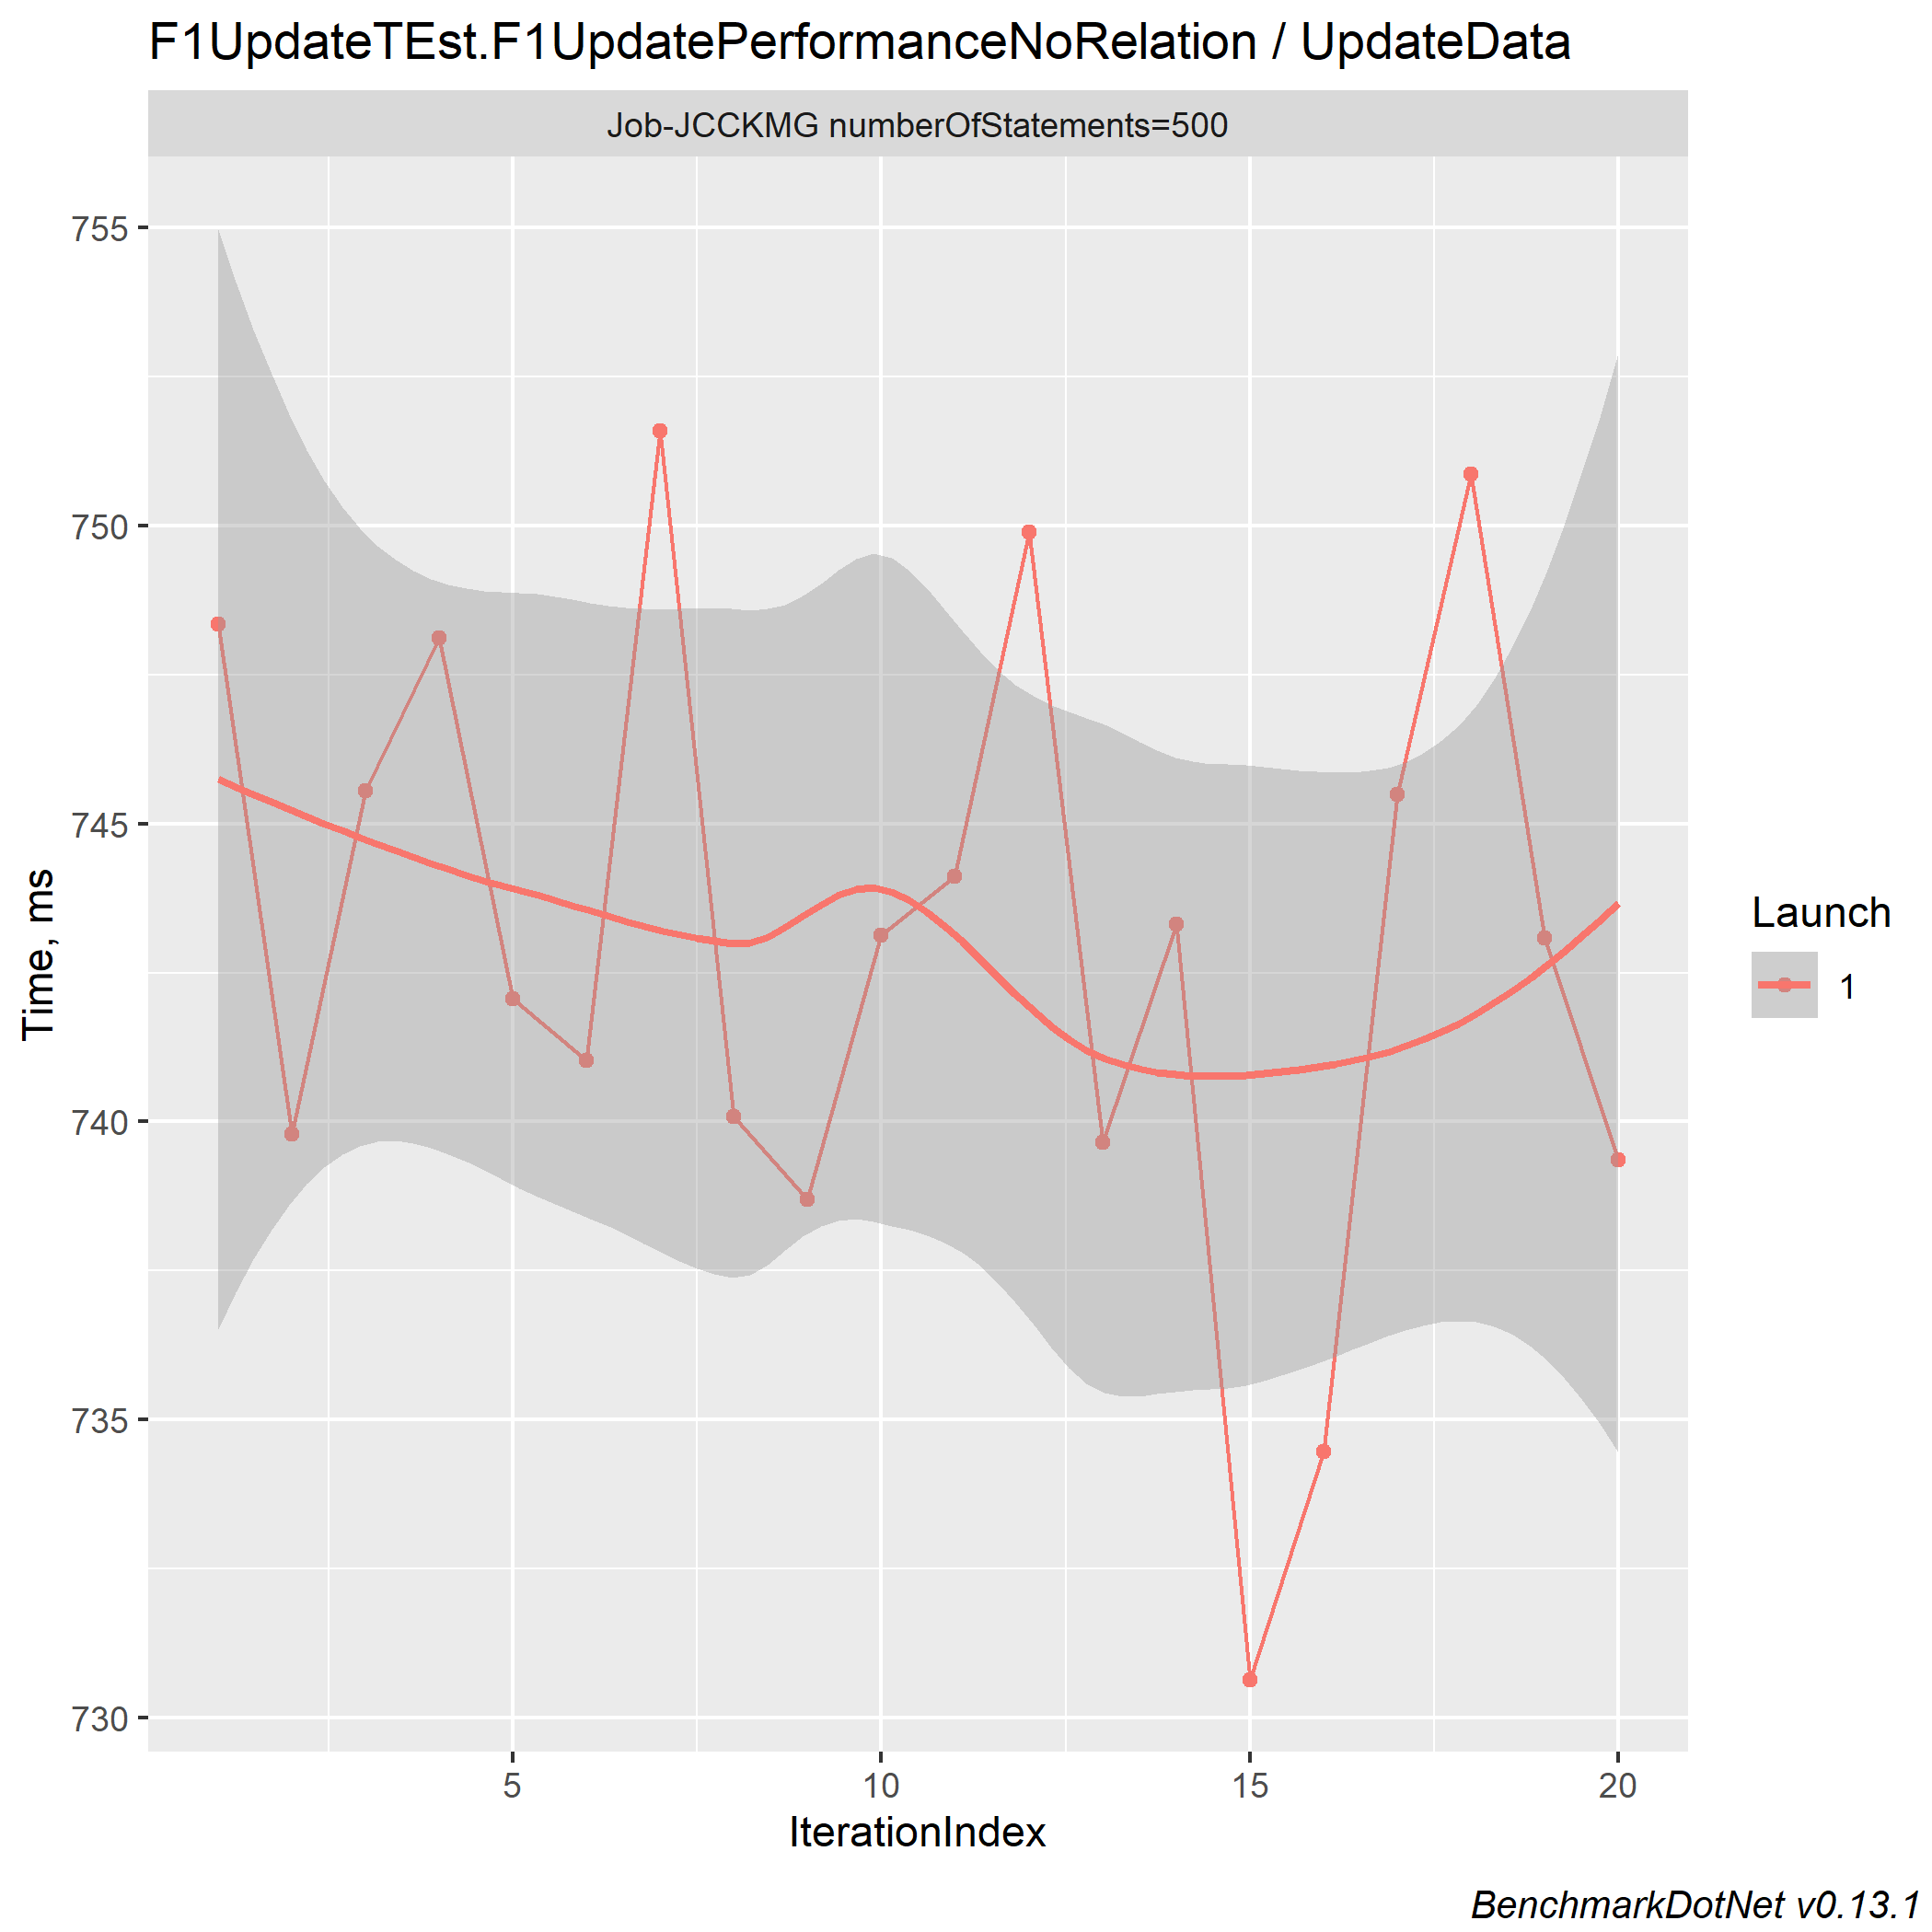 F1UpdateTEst.F1UpdatePerformanceNoRelation / UpdateData
Job-JCCKMG numberOfStatements=500
755
750
745
740
735
730
Time, ms
5
10
15
20
IterationIndex
Launch
1
BenchmarkDotNet v0.13.1